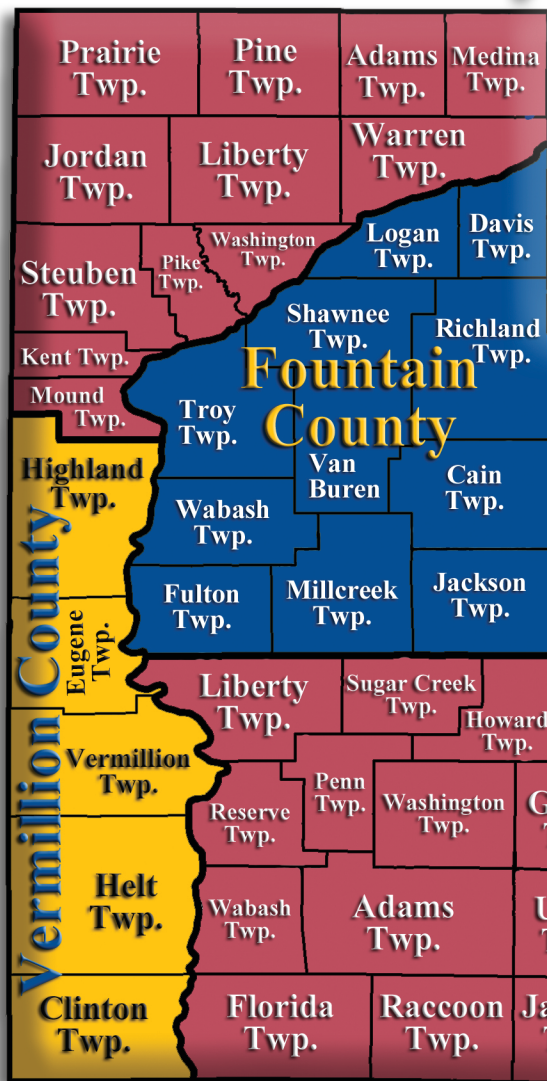 Prairie
Twp.
Pine
Twp.
Adams
Twp.
Medina
Twp.
Jordan
Twp.
Liberty
Twp.
Warren
Twp.
Steuben
Twp.
Pike
Twp.
Washington
Twp.
Logan
Twp.
Davis
Twp.
Kent Twp.
Mound
Twp.
Shawnee
Twp.
Richland
Twp.
Fountain
County
Troy
Twp.
Van
Buren
Cain
Twp.
Highland
Twp.
Wabash
Twp.
Fulton
Twp.
Millcreek
Twp.
Jackson
Twp.
Vermillion County
Eugene
Twp.
Liberty
Twp.
Sugar Creek
Twp.
Howard
Twp.
Vermillion
Twp.
Reserve
Twp.
Penn
Twp.
Washington
Twp.
G
Helt
Twp.
Wabash
Twp.
Adams
Twp.
Clinton
Twp.
Florida
Twp.
Raccoon
Twp.
Ja